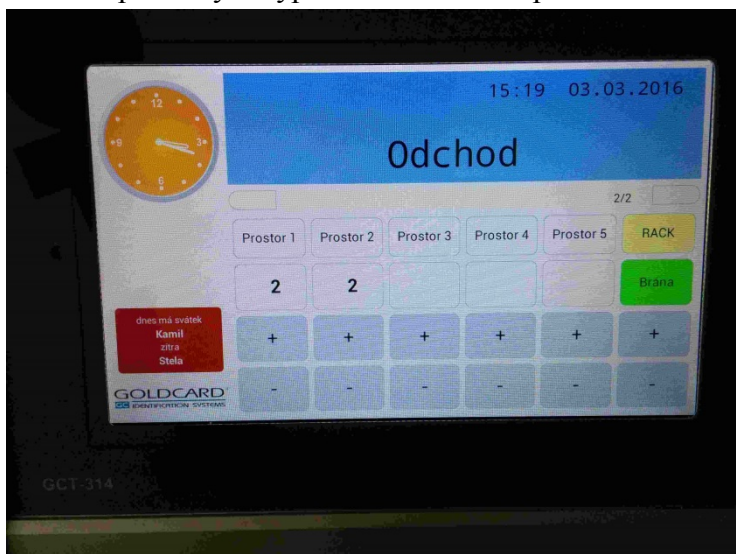 12
9
3
6
15:19 03.03.2016
Odchod
2/2
Prostor 1 Prostor 2 Prostor 3 Prostor 4 Prostor 5 RACK
2 2 Brána
+ + + + + +
- - - - - -
dnes má svátek
Kamil
zítra
Stela
GOLDCARD
GC IDENTIFICATION SYSTEMS
GCT-314